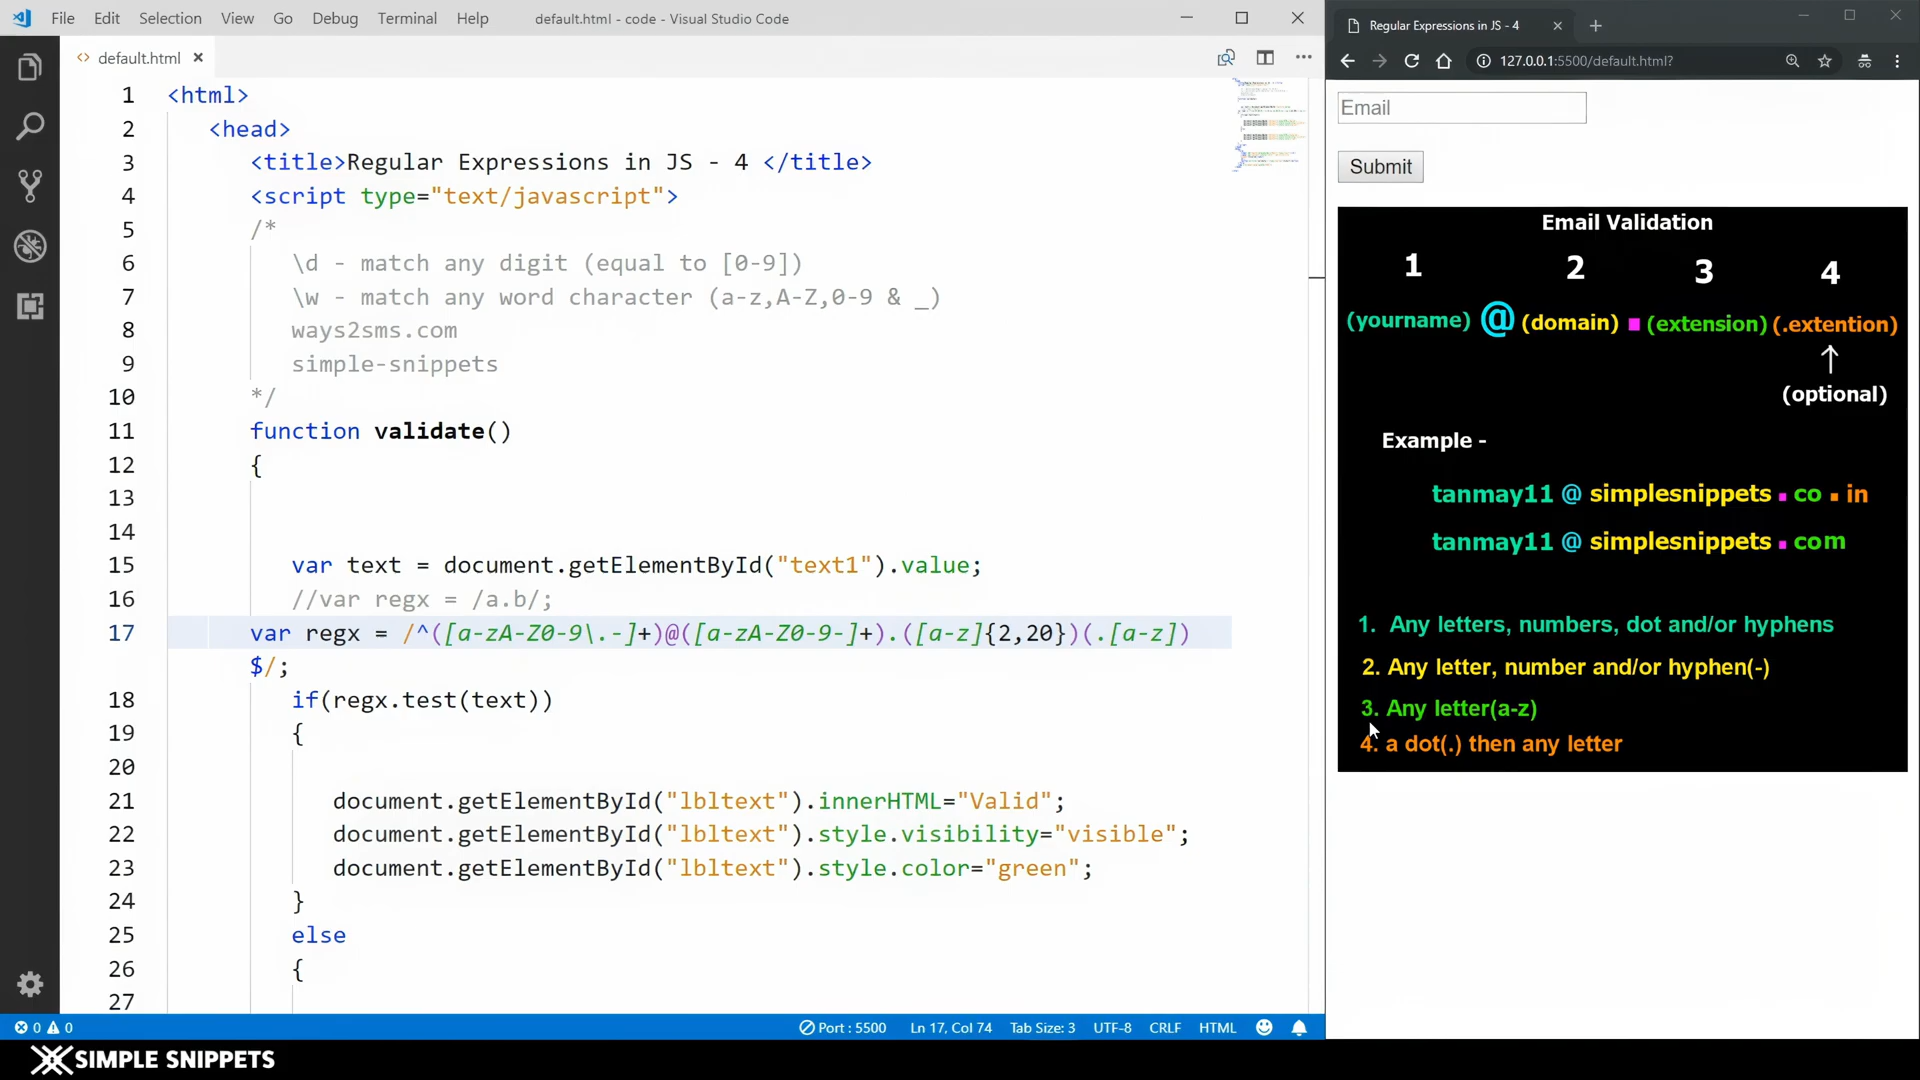 File Edit Selection View Go Debug Terminal Help default.html - code - Visual Studio Code
default.html
1 <html>
2 <head>
3 <title>Regular Expressions in JS - 4 </title>
4 <script type="text/javascript">
5 /*
6 \d - match any digit (equal to [0-9])
7 \w - match any word character (a-z,A-Z,0-9 & _)
8 ways2sms.com
9 simple-snippets
10 */
11 function validate()
12 {
13
14
15 var text = document.getElementById("text1").value;
16 //var regx = /a.b/;
17 var regx = /^([a-zA-Z0-9\.-]+)@([a-zA-Z0-9-]+).([a-z]{2,20})(.[a-z])
$/;
18 if(regx.test(text))
19 {
20
21 document.getElementById("lbltext").innerHTML="Valid";
22 document.getElementById("lbltext").style.visibility="visible";
23 document.getElementById("lbltext").style.color="green";
24 }
25 else
26 {
27
0 0 Port : 5500 Ln 17, Col 74 Tab Size: 3 UTF-8 CRLF HTML
SIMPLE SNIPPETS
Regular Expressions in JS - 4
127.0.0.1:5500/default.html?
Email
Submit
Email Validation
1 2 3 4
(yourname) @ (domain) . (extension) (.extention)
(optional)
Example -
tanmay11 @ simplesnippets . co . in
tanmay11 @ simplesnippets . com
1. Any letters, numbers, dot and/or hyphens
2. Any letter, number and/or hyphen(-)
3. Any letter(a-z)
4. a dot(.) then any letter